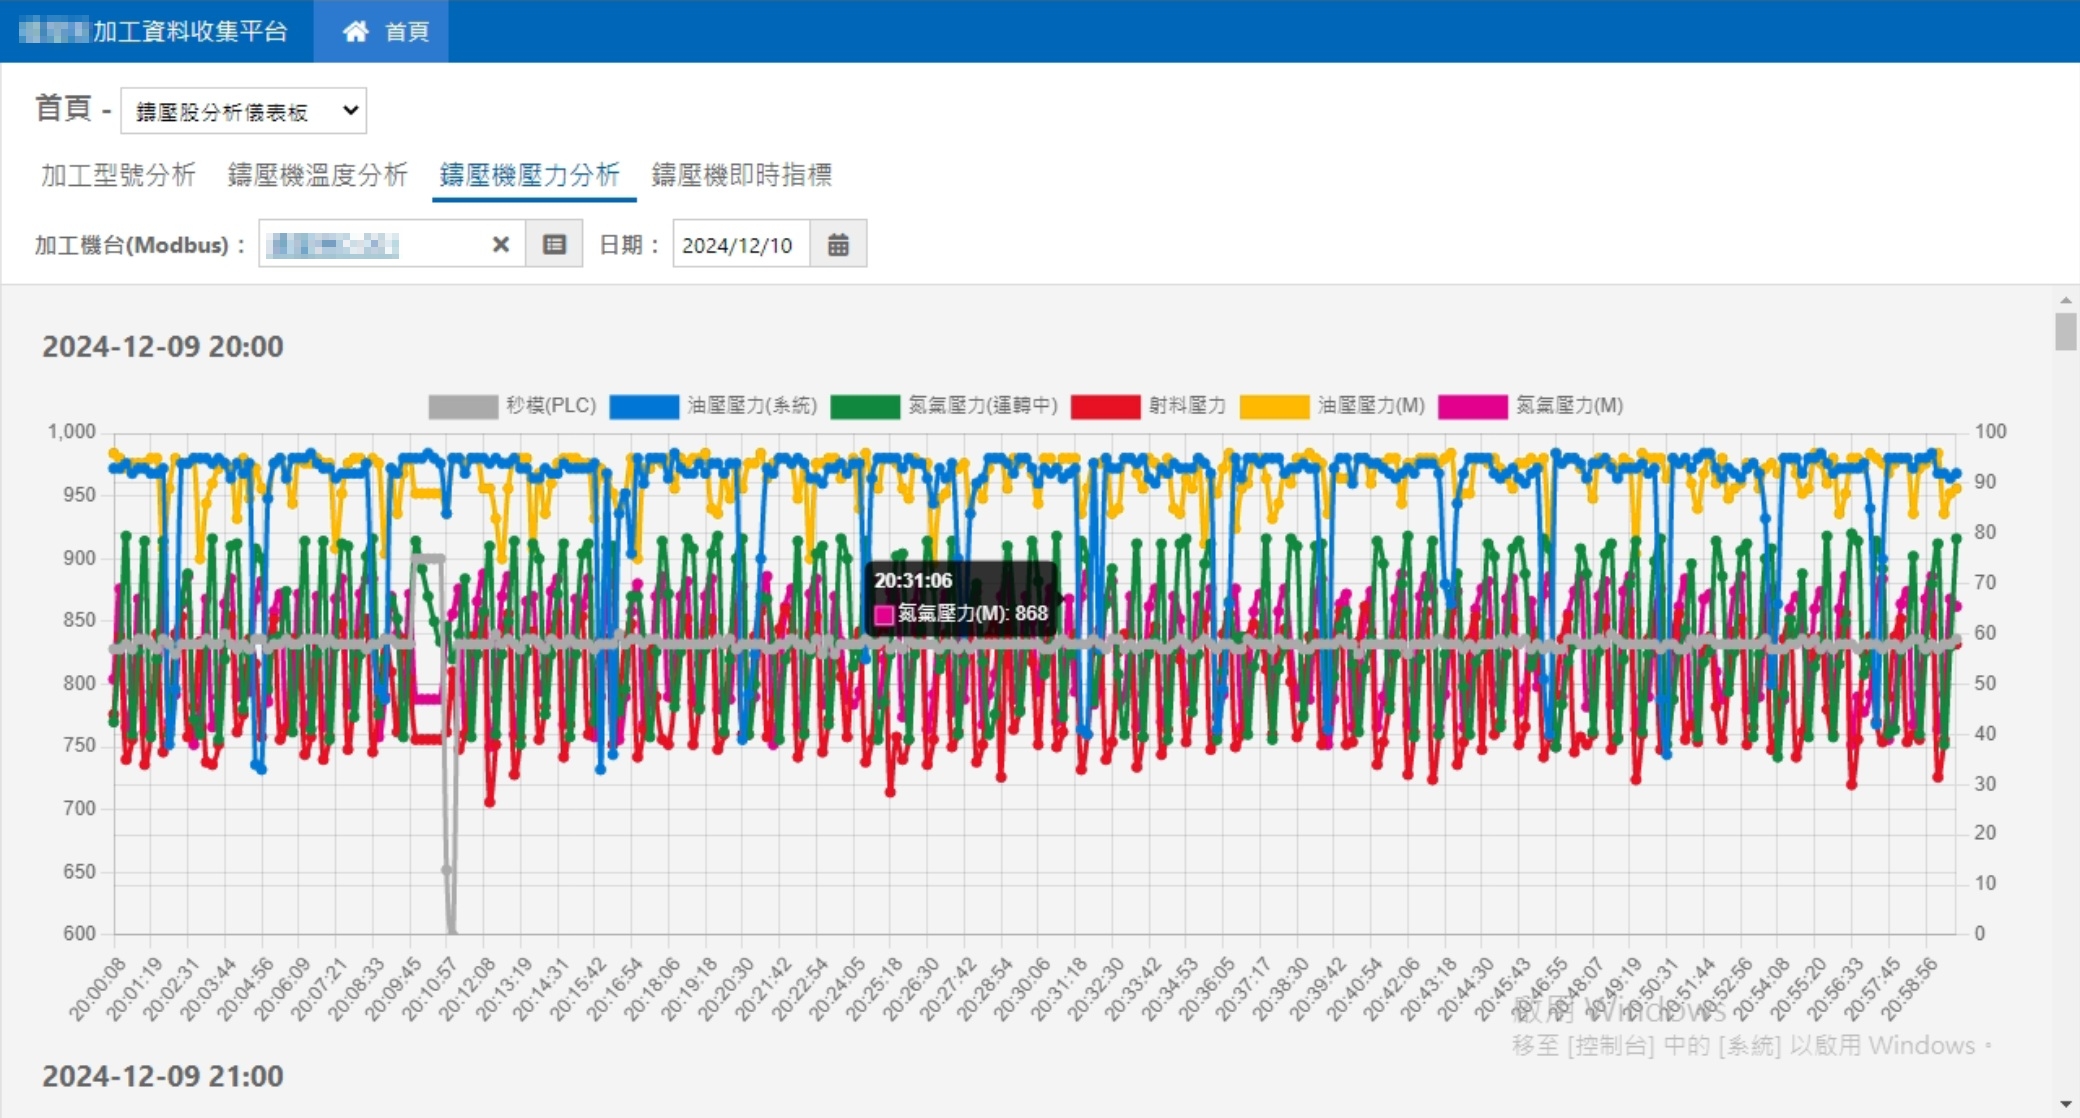 加工資料收集平台 首頁
首頁 - 鑄壓股分析儀表板
加工型號分析 鑄壓機溫度分析 鑄壓機壓力分析 鑄壓機即時指標
加工機台(Modbus)： 日期： 2024/12/10
2024-12-09 20:00
秒模(PLC) 油壓壓力(系統) 氮氣壓力(運轉中) 射料壓力 油壓壓力(M) 氮氣壓力(M)
1,000 100
950 90
900 80
850 70
800 60
750 50
700 40
650 30
600 20
10
0
20:31:06
氮氣壓力(M): 868
20:00:08 20:01:19 20:02:31 20:03:44 20:04:56 20:06:09 20:07:21 20:08:33 20:09:45 20:10:57 20:12:08 20:13:19 20:14:31 20:15:42 20:16:54 20:18:06 20:19:18 20:20:30 20:21:42 20:22:54 20:24:05 20:25:18 20:26:30 20:27:42 20:28:54 20:30:06 20:31:18 20:32:30 20:33:42 20:34:53 20:36:05 20:37:17 20:38:30 20:39:42 20:40:54 20:42:06 20:43:18 20:44:30 20:45:43 20:46:55 20:48:07 20:49:19 20:50:31 20:51:44 20:52:56 20:54:08 20:55:20 20:56:33 20:57:45 20:58:56
啟用 Windows
移至 [控制台] 中的 [系統] 以啟用 Windows。
2024-12-09 21:00